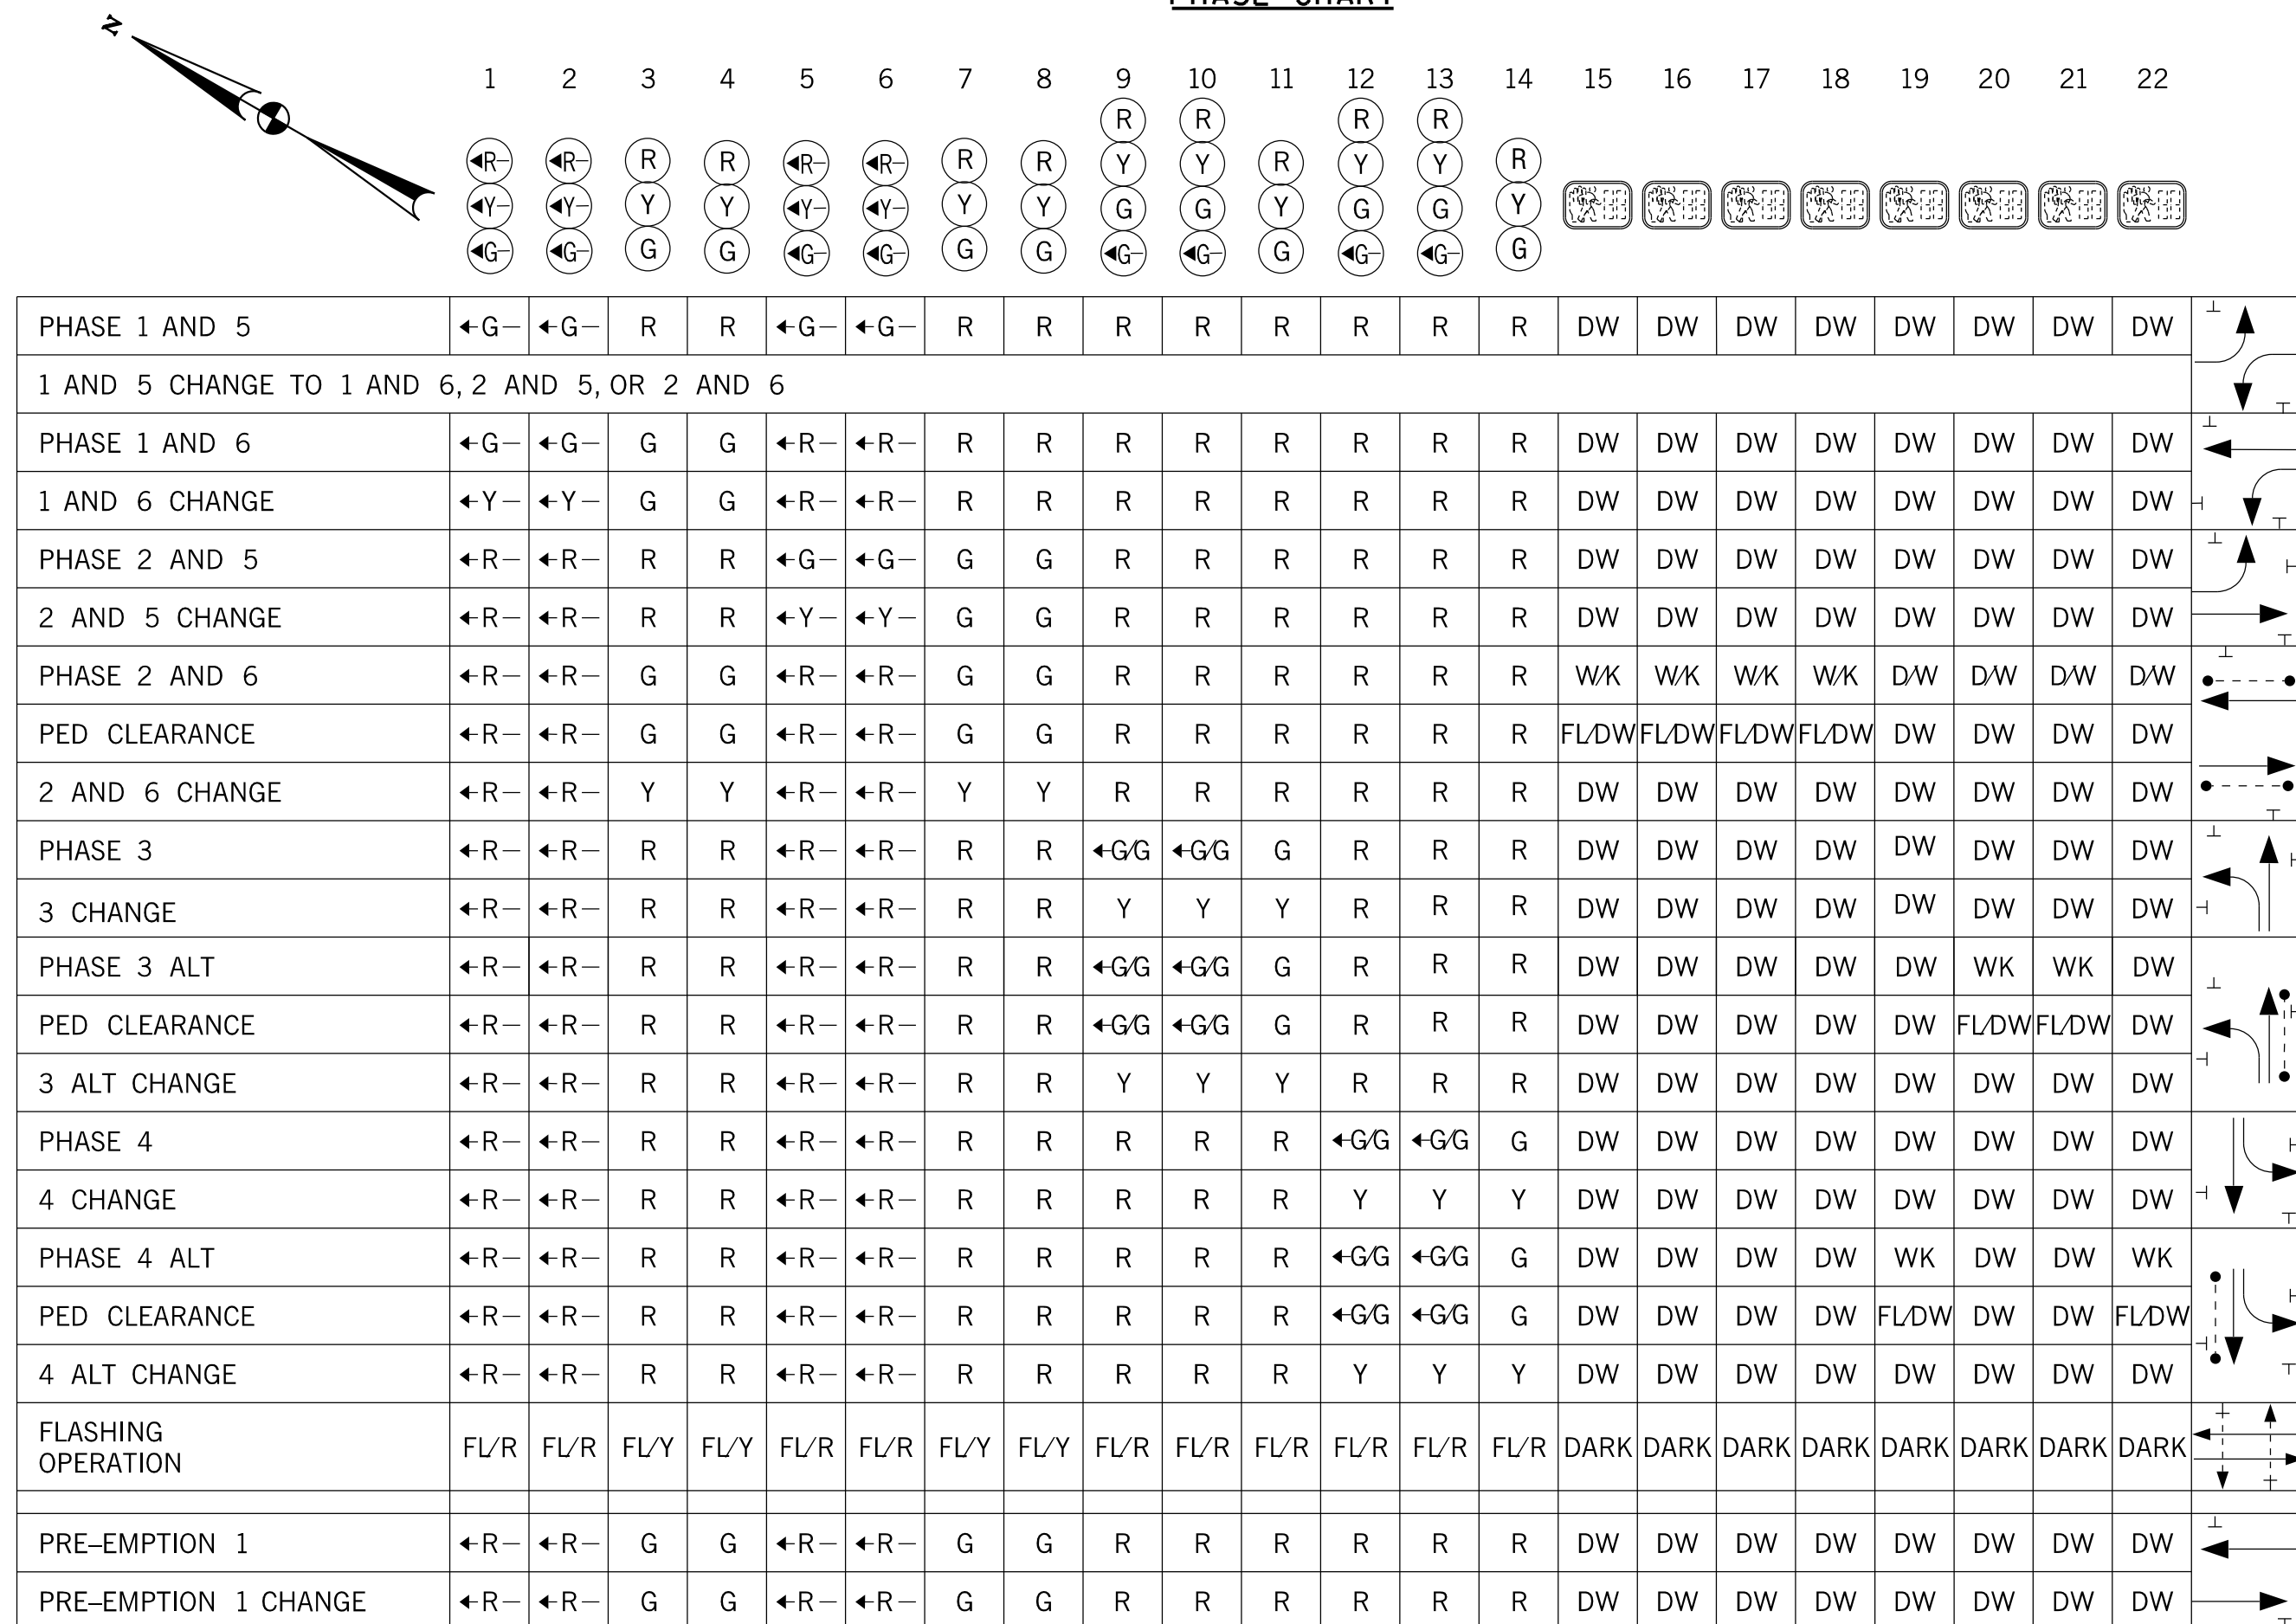 PHASE CHART
N
1 2 3 4 5 6 7 8 9 10 11 12 13 14 15 16 17 18 19 20 21 22
R R R R
R R R R R R R R Y Y R Y Y R
Y Y Y Y Y Y Y Y G G Y G G Y
G G G G G G G G G G G G G G
PHASE 1 AND 5 ←G— ←G— R R ←G— ←G— R R R R R R R R DW DW DW DW DW DW DW DW
1 AND 5 CHANGE TO 1 AND 6, 2 AND 5, OR 2 AND 6
PHASE 1 AND 6 ←G— ←G— G G ←R— ←R— R R R R R R R R DW DW DW DW DW DW DW DW
1 AND 6 CHANGE ←Y— ←Y— G G ←R— ←R— R R R R R R R R DW DW DW DW DW DW DW DW
PHASE 2 AND 5 ←R— ←R— R R ←G— ←G— G G R R R R R R DW DW DW DW DW DW DW DW
2 AND 5 CHANGE ←R— ←R— R R ←Y— ←Y— G G R R R R R R DW DW DW DW DW DW DW DW
PHASE 2 AND 6 ←R— ←R— G G ←R— ←R— G G R R R R R R W/K W/K W/K W/K D/W D/W D/W D/W
PED CLEARANCE ←R— ←R— G G ←R— ←R— G G R R R R R R FL/DW FL/DW FL/DW FL/DW DW DW DW DW
2 AND 6 CHANGE ←R— ←R— Y Y ←R— ←R— Y Y R R R R R R DW DW DW DW DW DW DW DW
PHASE 3 ←R— ←R— R R ←R— ←R— R R ←G/G ←G/G G R R R DW DW DW DW DW DW DW DW
3 CHANGE ←R— ←R— R R ←R— ←R— R R Y Y Y R R R DW DW DW DW DW DW DW DW
PHASE 3 ALT ←R— ←R— R R ←R— ←R— R R ←G/G ←G/G G R R R DW DW DW DW DW WK WK DW
PED CLEARANCE ←R— ←R— R R ←R— ←R— R R ←G/G ←G/G G R R R DW DW DW DW DW FL/DW FL/DW DW
3 ALT CHANGE ←R— ←R— R R ←R— ←R— R R Y Y Y R R R DW DW DW DW DW DW DW DW
PHASE 4 ←R— ←R— R R ←R— ←R— R R R R R ←G/G ←G/G G DW DW DW DW DW DW DW DW
4 CHANGE ←R— ←R— R R ←R— ←R— R R R R R Y Y Y DW DW DW DW DW DW DW DW
PHASE 4 ALT ←R— ←R— R R ←R— ←R— R R R R R ←G/G ←G/G G DW DW DW DW WK DW DW WK
PED CLEARANCE ←R— ←R— R R ←R— ←R— R R R R R ←G/G ←G/G G DW DW DW DW FL/DW DW DW FL/DW
4 ALT CHANGE ←R— ←R— R R ←R— ←R— R R R R R Y Y Y DW DW DW DW DW DW DW DW
FLASHING
OPERATION FL/R FL/R FL/Y FL/Y FL/R FL/R FL/Y FL/Y FL/R FL/R FL/R FL/R FL/R FL/R DARK DARK DARK DARK DARK DARK DARK DARK
PRE–EMPTION 1 ←R— ←R— G G ←R— ←R— G G R R R R R R DW DW DW DW DW DW DW DW
PRE–EMPTION 1 CHANGE ←R— ←R— G G ←R— ←R— G G R R R R R R DW DW DW DW DW DW DW DW